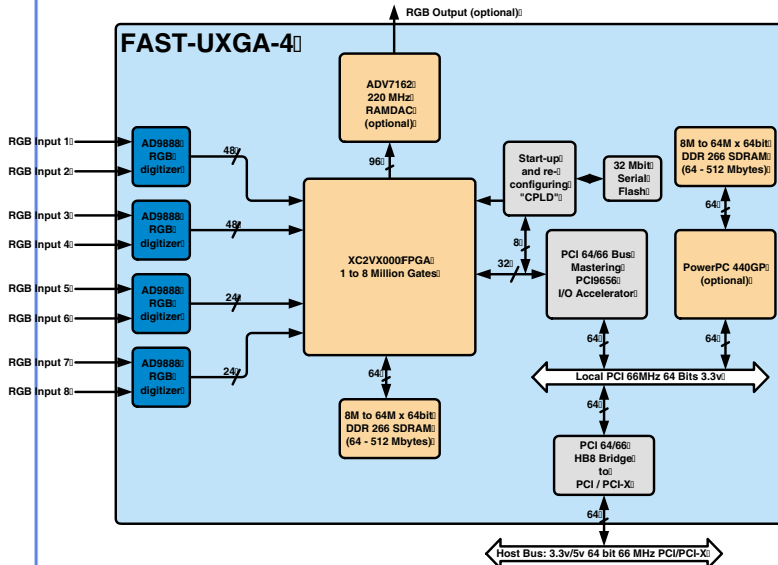 RGB Output (optional)
FAST-UXGA-4
ADV7162
220 MHz
RAMDAC
(optional)
RGB Input 1
RGB Input 2
AD9888
RGB
digitizer
48
96
Start-up
and re-
configuring
"CPLD"
32 Mbit
Serial
Flash
8M to 64M x 64bit
DDR 266 SDRAM
(64 - 512 Mbytes)
RGB Input 3
RGB Input 4
AD9888
RGB
digitizer
48
XC2VX000FPGA
1 to 8 Million Gates
8
32
64
PCI 64/66 Bus
Mastering
PCI9656
I/O Accelerator
PowerPC 440GP
(optional)
RGB Input 5
RGB Input 6
AD9888
RGB
digitizer
24
RGB Input 7
RGB Input 8
AD9888
RGB
digitizer
24
64
64
64
Local PCI 66MHz 64 Bits 3.3v
8M to 64M x 64bit
DDR 266 SDRAM
(64 - 512 Mbytes)
64
PCI 64/66
HB8 Bridge
to
PCI / PCI-X
64
Host Bus: 3.3v/5v 64 bit 66 MHz PCI/PCI-X